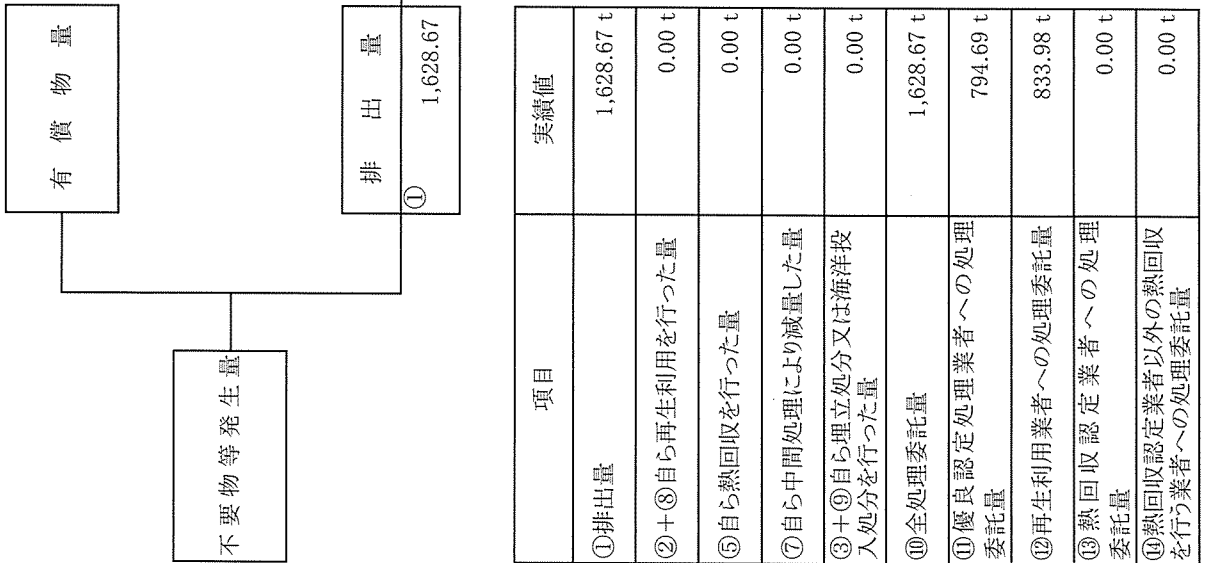 不要物等発生量
有償物量
排出量
①
1,628.67
項目
実績値
①排出量
1,628.67 t
②+⑧自ら再生利用を行った量
0.00 t
⑤自ら熱回収を行った量
0.00 t
⑦自ら中間処理により減量した量
0.00 t
③+⑨自ら埋立処分又は海洋投
入処分を行った量
0.00 t
⑩全処理委託量
1,628.67 t
⑪優良認定処理業者への処理
委託量
794.69 t
⑫再生利用業者への処理委託量
833.98 t
⑬熱回収認定業者への処理
委託量
0.00 t
⑭熱回収認定業者以外の熱回収
を行う業者への処理委託量
0.00 t